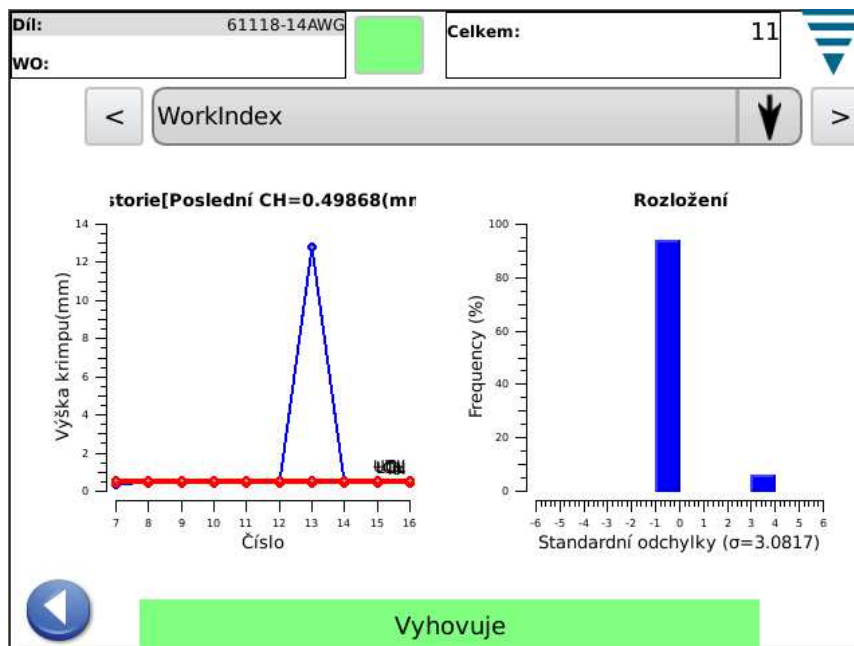 Díl: 61118-14AWG
WO:
Celkem: 11
< WorkIndex >
storie[Poslední CH=0.49868(mm
14
12
10
8
6
4
2
0
Výška krimpu(mm)
7 8 9 10 11 12 13 14 15 16
Číslo
Rozložení
100
80
60
40
20
0
Frequency (%)
-6 -5 -4 -3 -2 -1 0 1 2 3 4 5 6
Standardní odchylky (σ=3.0817)
Vyhovuje